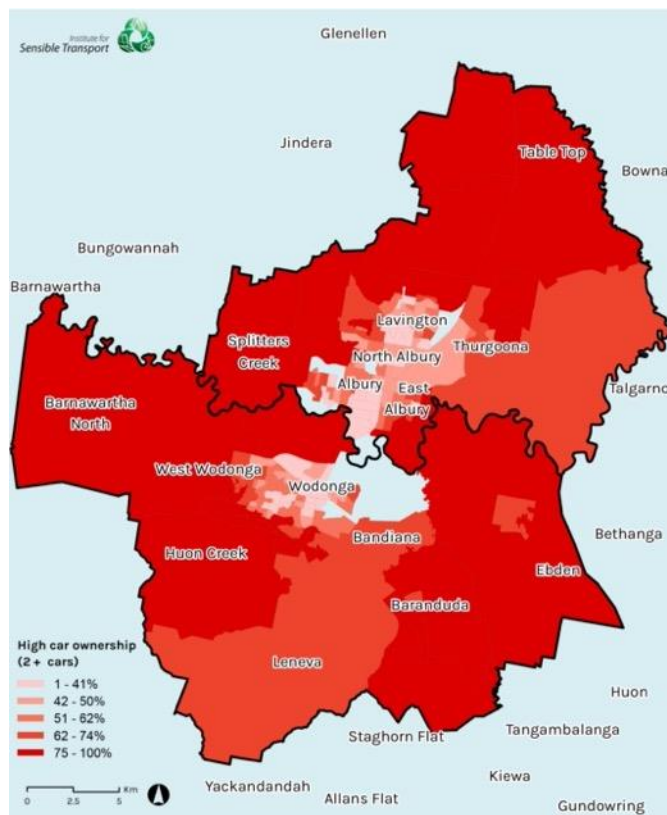 Institute for
Sensible Transport
Glenellen
Jindera
Table Top
Bowna
Bungowannah
Barnawartha
Lavington
Splitters
Creek
North Albury
Thurgoona
Albury
East
Albury
Talgarno
Barnawartha
North
West Wodonga
Wodonga
Bandiana
Bethanga
Huon Creek
Ebden
Baranduda
High car ownership
(2 + cars)
1 - 41%
42 - 50%
51 - 62%
62 - 74%
75 - 100%
Leneva
Huon
Staghorn Flat
Tangambalanga
Kiewa
Yackandandah
Allans Flat
Gundowring
Km
0
2.5
5